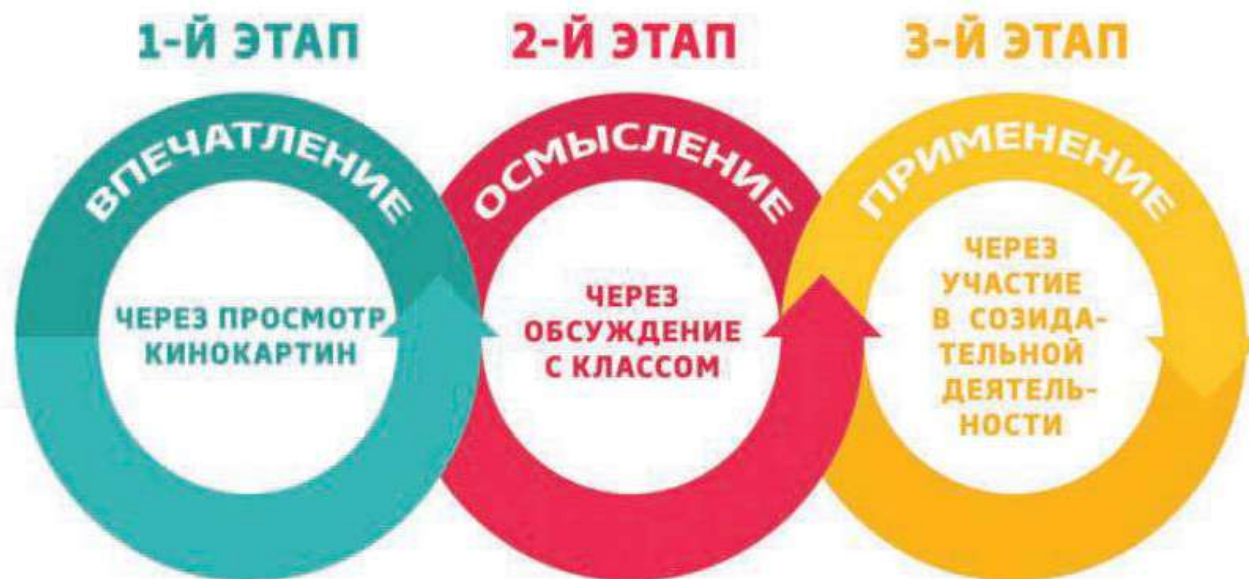 1-Й ЭТАП
ВПЕЧАТЛЕНИЕ
ЧЕРЕЗ ПРОСМОТР
КИНОКАРТИН
2-Й ЭТАП
ОСМЫСЛЕНИЕ
ЧЕРЕЗ
ОБСУЖДЕНИЕ
С КЛАССОМ
3-Й ЭТАП
ПРИМЕНЕНИЕ
ЧЕРЕЗ
УЧАСТИЕ
В СОЗИДА-
ТЕЛЬНОЙ
ДЕЯТЕЛЬ-
НОСТИ